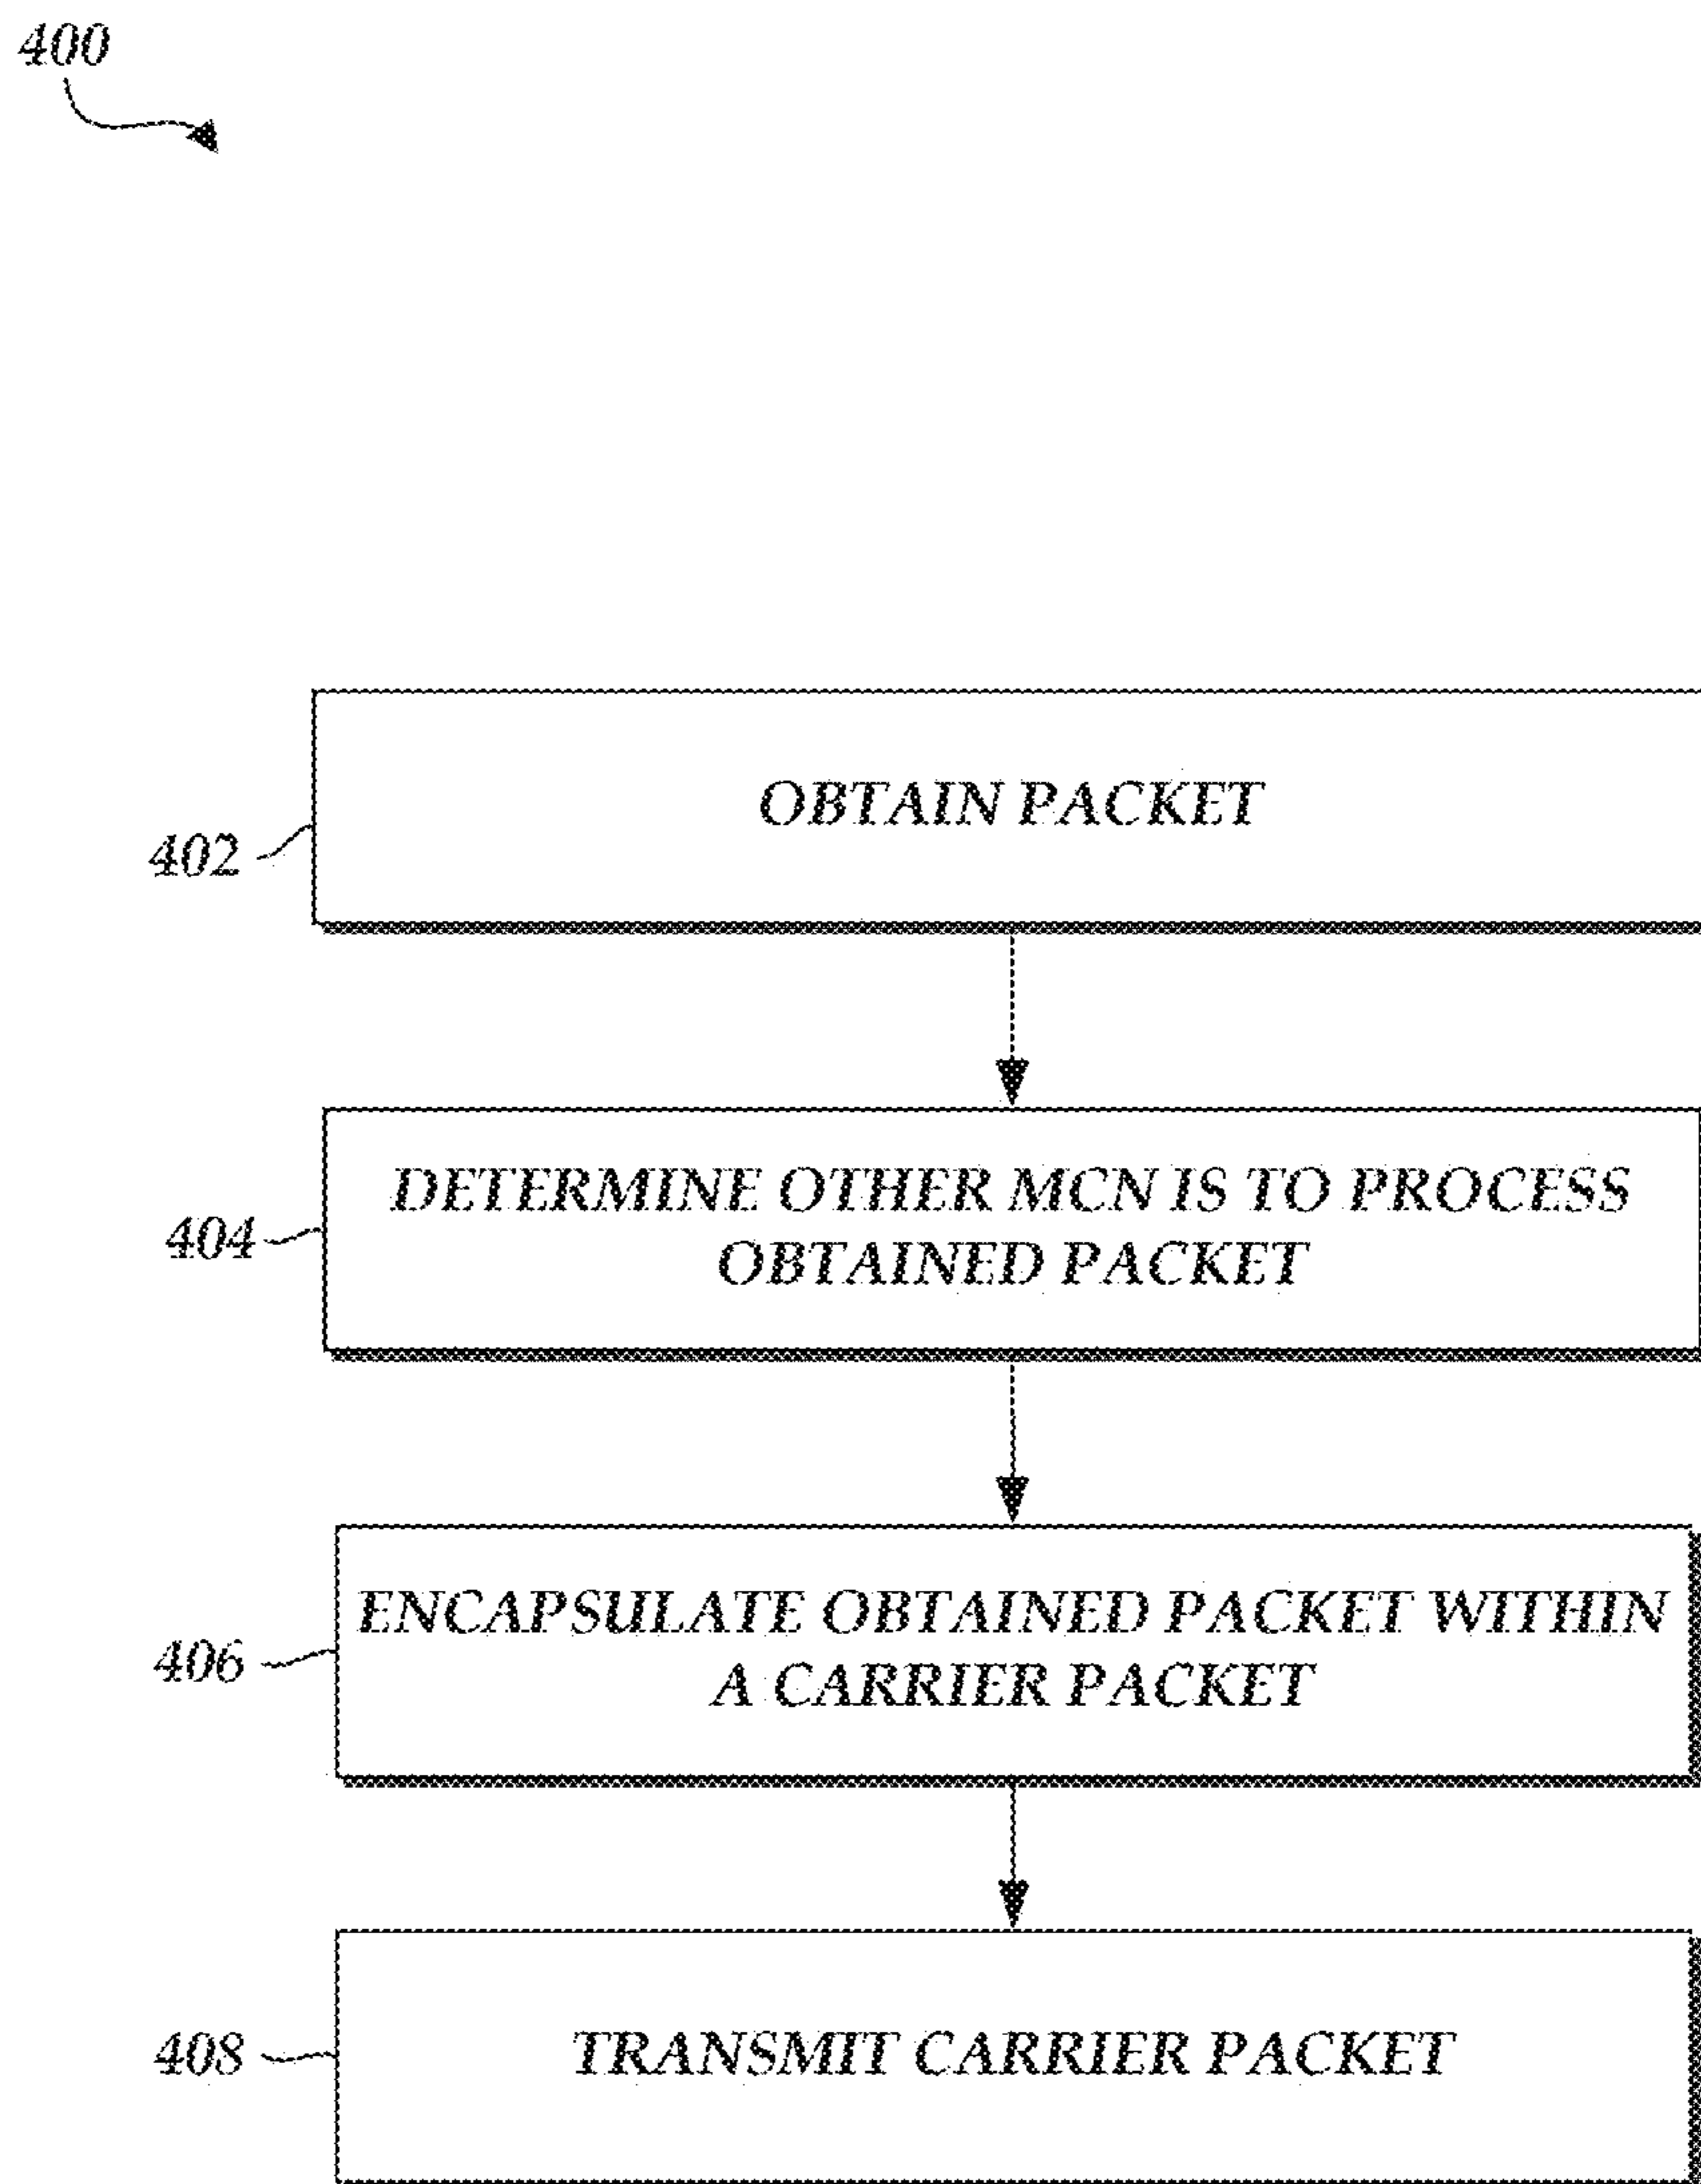 400
OBTAIN PACKET
402
DETERMINE OTHER MCN IS TO PROCESS
OBTAINED PACKET
404
ENCAPSULATE OBTAINED PACKET WITHIN
A CARRIER PACKET
406
TRANSMIT CARRIER PACKET
408